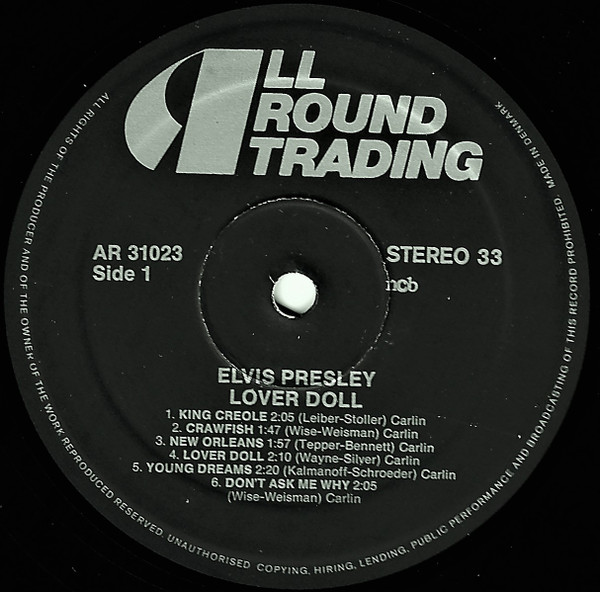 ALL
ROUND
TRADING
AR 31023
Side 1
STEREO 33
ncb
ELVIS PRESLEY
LOVER DOLL
1. KING CREOLE 2:05 (Leiber-Stoller) Carlin
2. CRAWFISH 1:47 (Wise-Weisman) Carlin
3. NEW ORLEANS 1:57 (Tepper-Bennett) Carlin
4. LOVER DOLL 2:10 (Wayne-Silver) Carlin
5. YOUNG DREAMS 2:20 (Kalmanoff-Schroeder) Carlin
6. DON'T ASK ME WHY 2:05
(Wise-Weisman) Carlin
ALL RIGHTS OF THE PRODUCER AND OF THE OWNER OF THE WORK REPRODUCED RESERVED. UNAUTHORISED COPYING, HIRING, LENDING, PUBLIC PERFORMANCE AND BROADCASTING OF THIS RECORD PROHIBITED. MADE IN DENMARK